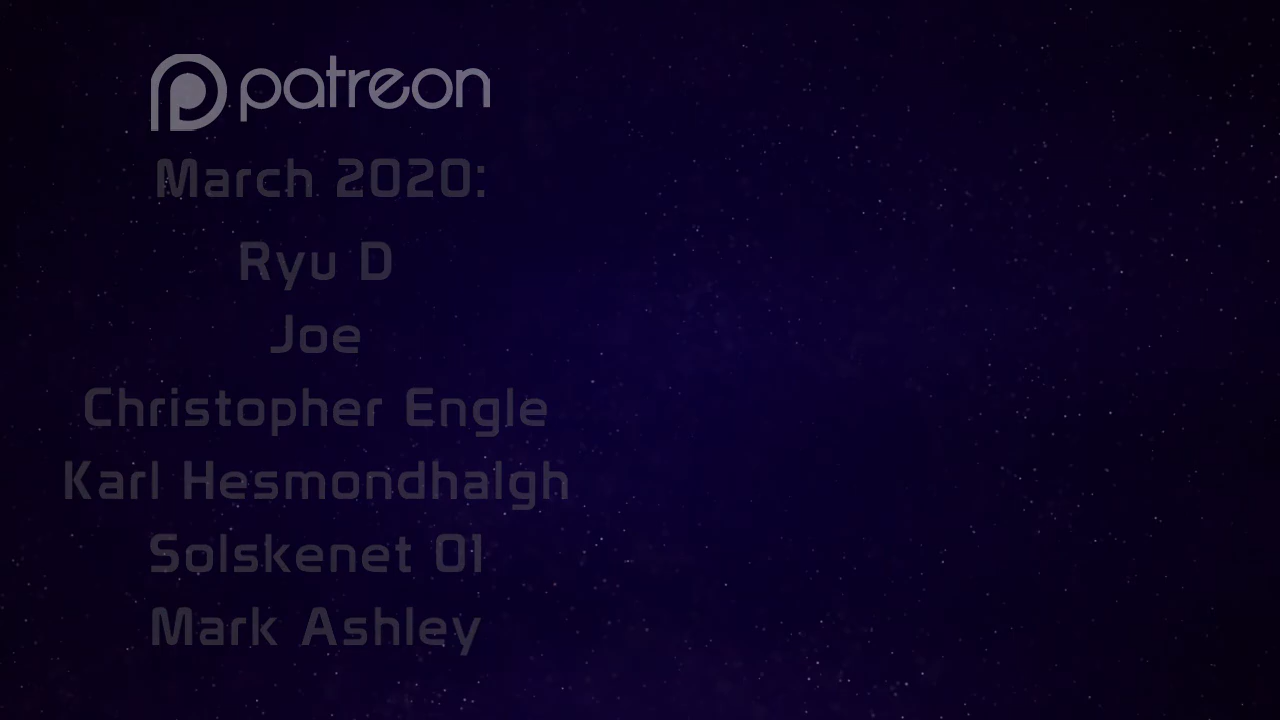 patreon
March 2020:
Ryu D
Joe
Christopher Engle
Karl Hesmondhalgh
Solskenet 01
Mark Ashley